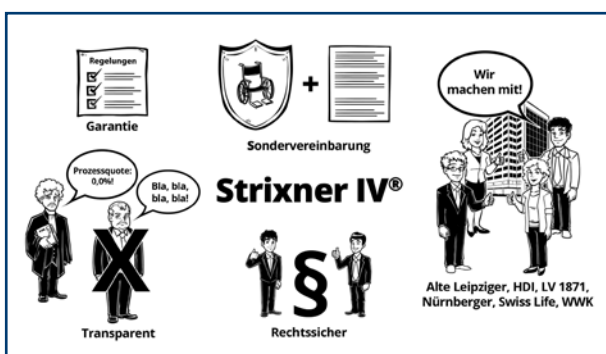 Regelungen
Garantie
+
Sondervereinbarung
Wir
machen mit!
Prozessquote:
0,0%!
Bla, bla,
bla, bla!
X
Transparent
Strixner IV®
§
Rechtssicher
Alte Leipziger, HDI, LV 1871,
Nürnberger, Swiss Life, WWK